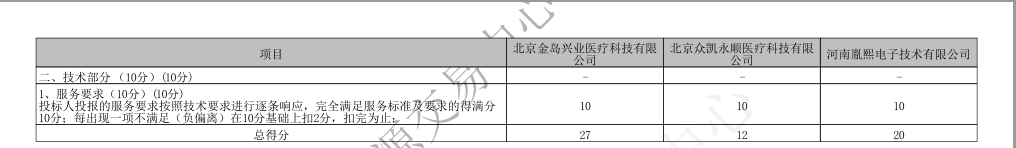 项目 北京金岛兴业医疗科技有限公司 北京众凯永顺医疗科技有限公司 河南胤熙电子技术有限公司
二、技术部分（10分）(10分) － － －
1、服务要求（10分）(10分)
投标人投报的服务要求按照技术要求进行逐条响应，完全满足服务标准及要求的得满分
10分；每出现一项不满足（负偏离）在10分基础上扣2分，扣完为止；
10 10 10
总得分 27 12 20
源交易中心
中心